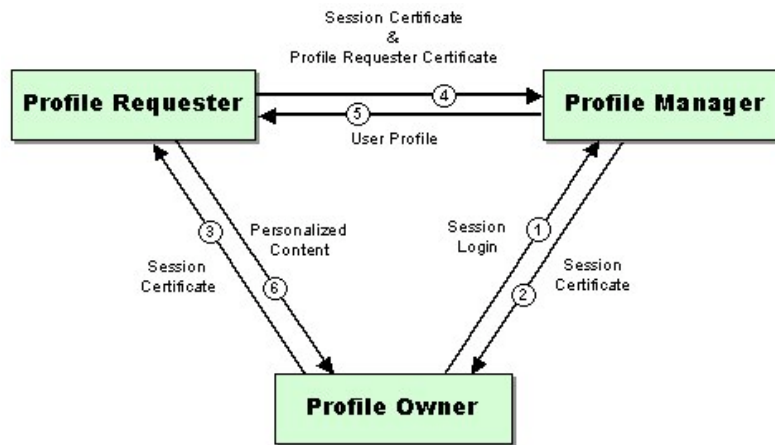 Session Certificate
&
Profile Requester Certificate
Profile Requester
4
Profile Manager
5
User Profile
3
Personalized
Content
Session
Login
1
Session
Certificate
6
2
Session
Certificate
Profile Owner